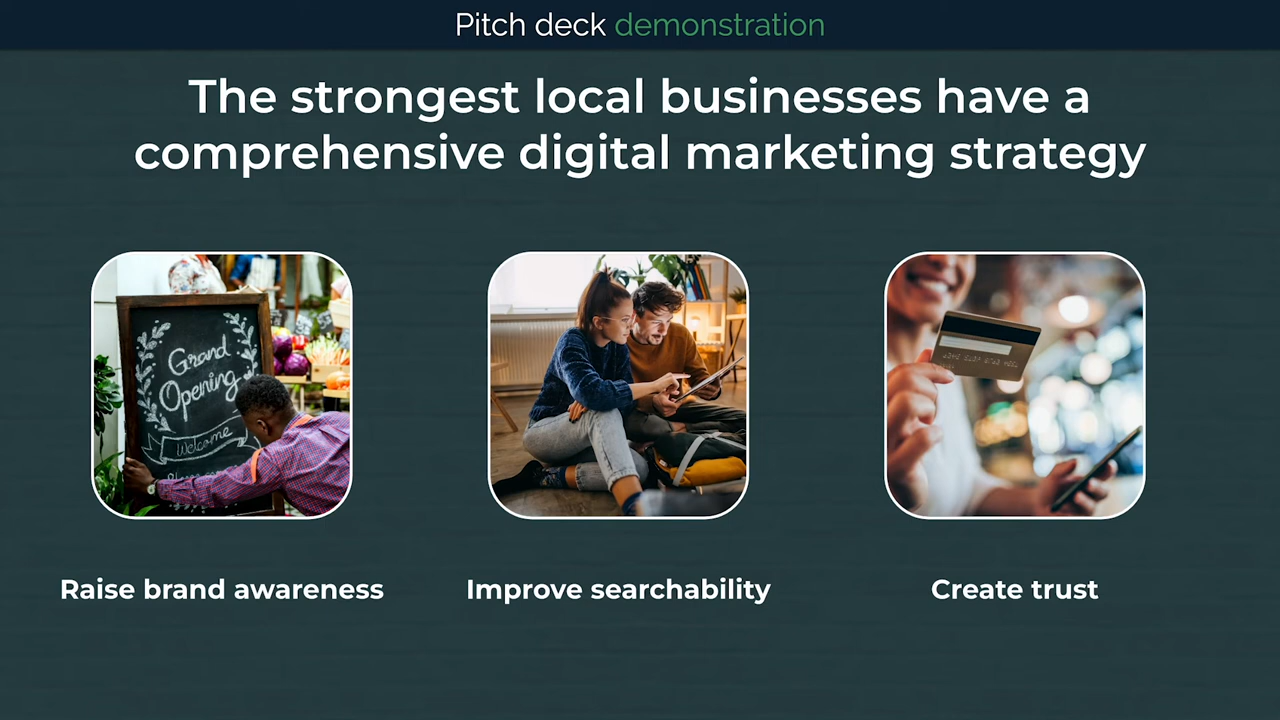 Pitch deck demonstration
The strongest local businesses have a
comprehensive digital marketing strategy
Grand
Opening
Welcome
Raise brand awareness
Improve searchability
Create trust